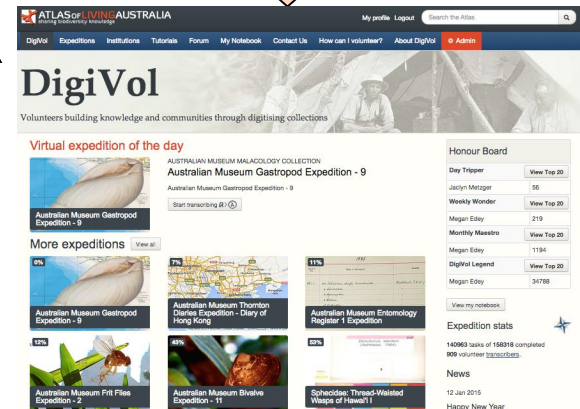 ATLAS OF LIVING AUSTRALIA
sharing biodiversity knowledge
My profile Logout Search the Atlas
DigiVol Expeditions Institutions Tutorials Forum My Notebook Contact Us How can I volunteer? About DigiVol Admin
DigiVol
Volunteers building knowledge and communities through digitising collections
Virtual expedition of the day
AUSTRALIAN MUSEUM MALACOLOGY COLLECTION
Australian Museum Gastropod Expedition - 9
Australian Museum Gastropod Expedition - 9
Start transcribing
Australian Museum Gastropod
Expedition - 9
More expeditions View all
0%
Australian Museum Gastropod
Expedition - 9
7%
Australian Museum Thornton
Diaries Expedition - Diary of
Hong Kong
11%
Australian Museum Entomology
Register 1 Expedition
12%
Australian Museum Frit Flies
Expedition - 2
43%
Australian Museum Bivalve
Expedition - 11
53%
Sphecidae: Thread-Waisted
Wasps of Hawai'i I
Honour Board
Day Tripper View Top 20
Jaclyn Metzger 56
Weekly Wonder View Top 20
Megan Edey 219
Monthly Maestro View Top 20
Megan Edey 1194
DigiVol Legend View Top 20
Megan Edey 34788
View my notebook
Expedition stats
140963 tasks of 158318 completed
909 volunteer transcribers.
News
12 Jan 2015
Happy New Year